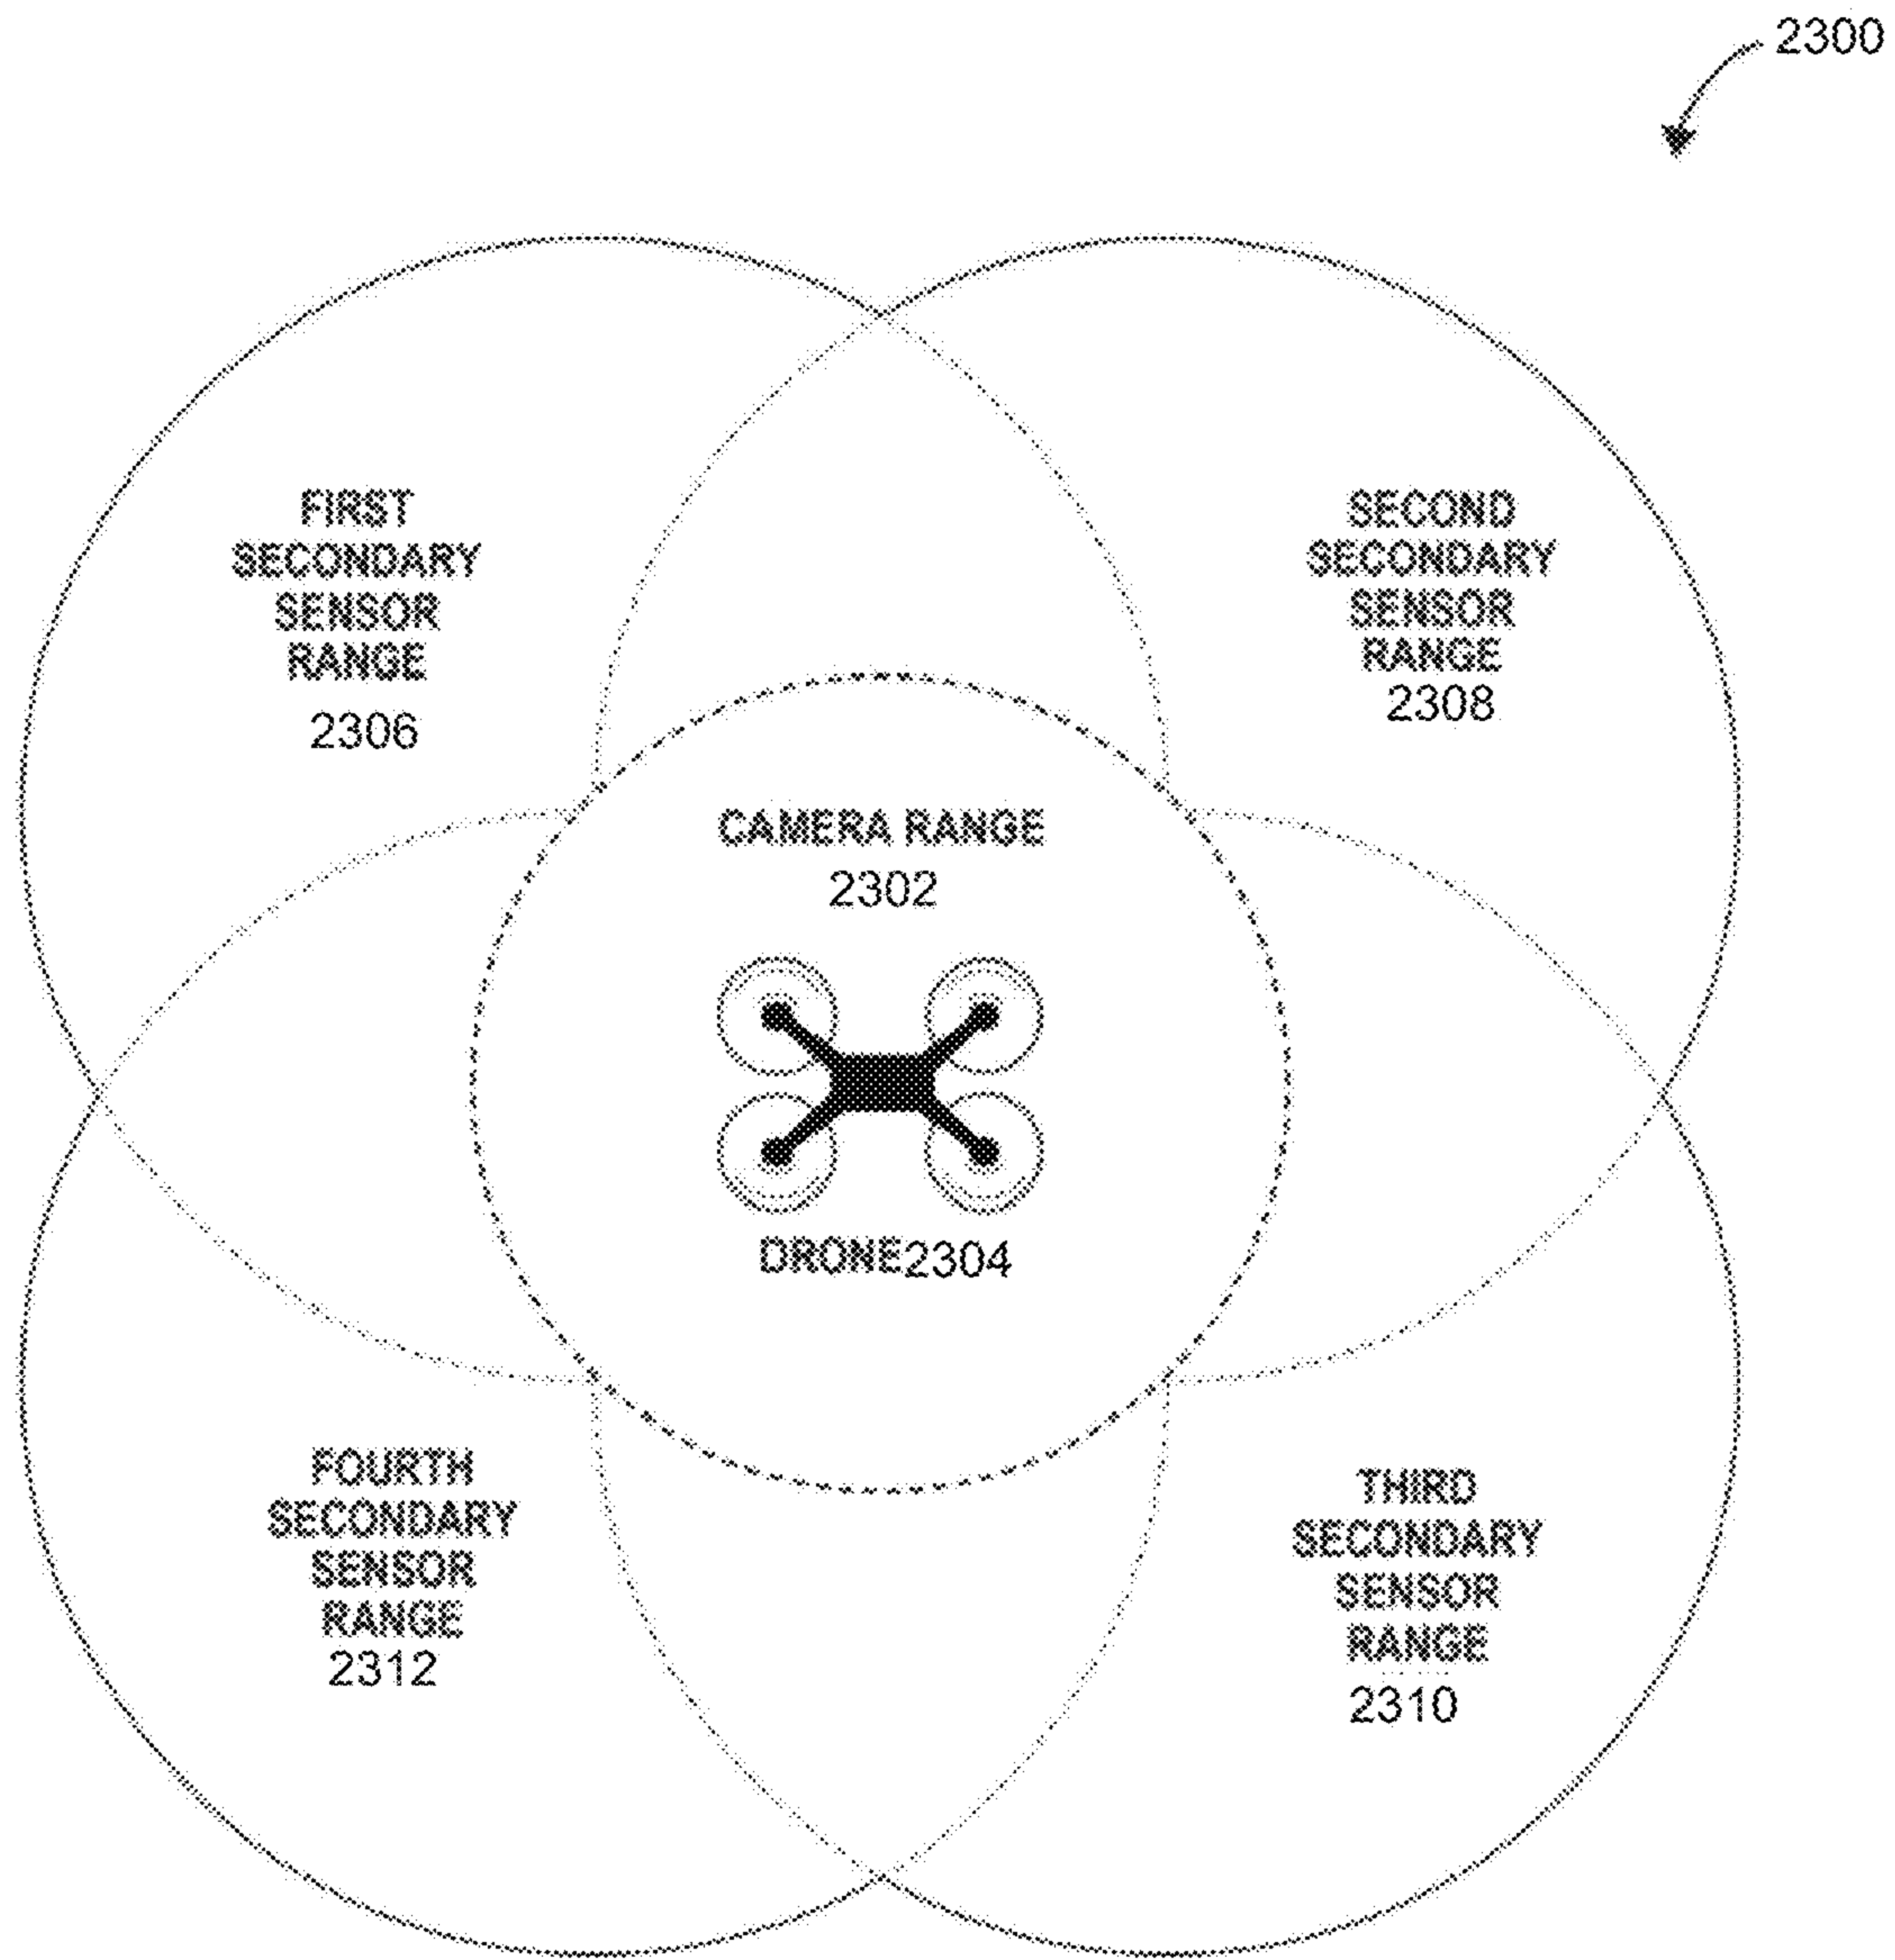 2300
FIRST
SECONDARY
SENSOR
RANGE
2306
SECOND
SECONDARY
SENSOR
RANGE
2308
CAMERA RANGE
2302
DRONE2304
FOURTH
SECONDARY
SENSOR
RANGE
2312
THIRD
SECONDARY
SENSOR
RANGE
2310